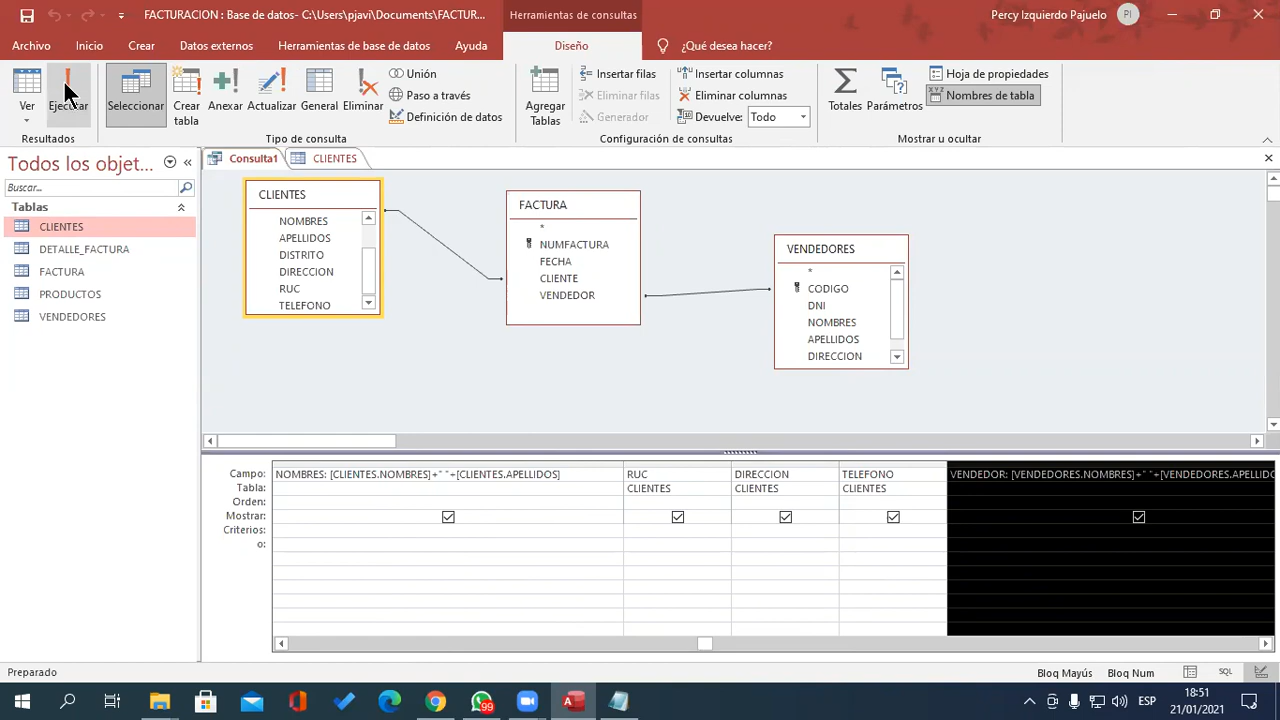 FACTURACION : Base de datos- C:\Users\pjavi\Documents\FACTUR...
Herramientas de consultas
Percy Izquierdo Pajuelo
PI
Archivo
Inicio
Crear
Datos externos
Herramientas de base de datos
Ayuda
Diseño
¿Qué desea hacer?
Ver
Ejecutar
Seleccionar
Crear tabla
Anexar
Actualizar
General
Eliminar
Unión
Paso a través
Definición de datos
Agregar Tablas
Insertar filas
Eliminar filas
Generador
Insertar columnas
Eliminar columnas
Devuelve: Todo
Totales
Parámetros
Hoja de propiedades
XYZ Nombres de tabla
Resultados
Tipo de consulta
Configuración de consultas
Mostrar u ocultar
Todos los objet...
Buscar...
Tablas
CLIENTES
DETALLE_FACTURA
FACTURA
PRODUCTOS
VENDEDORES
Consulta1
CLIENTES
CLIENTES
NOMBRES
APELLIDOS
DISTRITO
DIRECCION
RUC
TELEFONO
FACTURA
*
NUMFACTURA
FECHA
CLIENTE
VENDEDOR
VENDEDORES
*
CODIGO
DNI
NOMBRES
APELLIDOS
DIRECCION
Campo: NOMBRES: [CLIENTES.NOMBRES]+" "+[CLIENTES.APELLIDOS] RUC DIRECCION TELEFONO VENDEDOR: [VENDEDORES.NOMBRES]+" "+[VENDEDORES.APELLIDO
Tabla: CLIENTES CLIENTES CLIENTES
Orden:
Mostrar:
Criterios:
o:
Preparado
Bloq Mayús
Bloq Num
SQL
99
ESP
18:51
21/01/2021